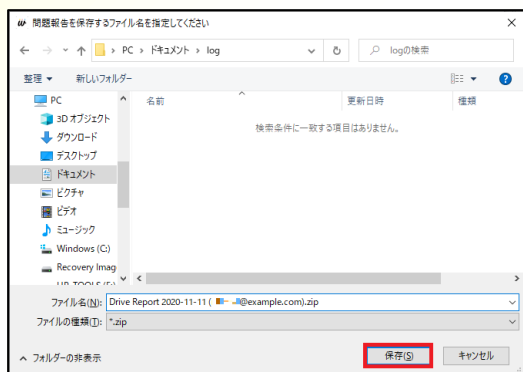 問題報告を保存するファイル名を指定してください
PC › ドキュメント › log
logの検索
整理 新しいフォルダー
名前 更新日時 種類
検索条件に一致する項目はありません。
PC
3D オブジェクト
ダウンロード
デスクトップ
ドキュメント
ピクチャ
ビデオ
ミュージック
Windows (C:)
Recovery Imag
ファイル名(N): Drive Report 2020-11-11 ( @example.com).zip
ファイルの種類(T): *.zip
フォルダーの非表示
保存(S) キャンセル